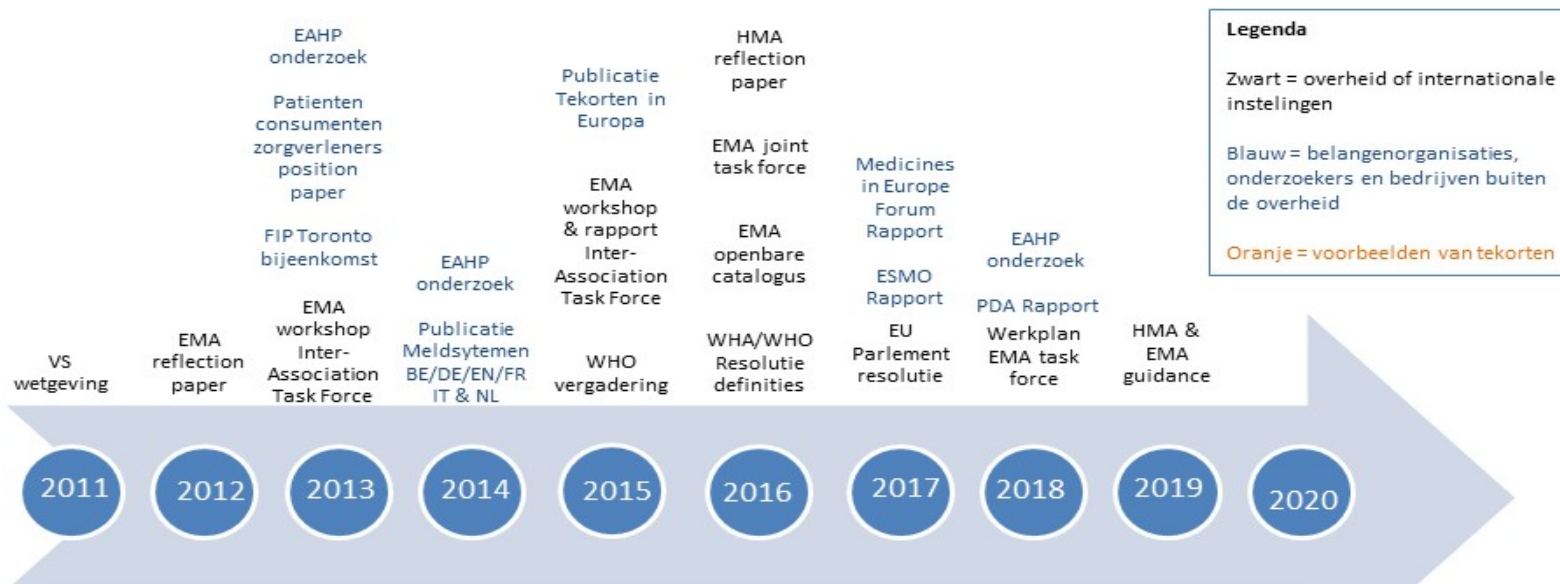 VS
wetgeving
EMA
reflection
paper
EAHP
onderzoek
Patienten
consumenten
zorgverleners
position
paper
FIP Toronto
bijeenkomst
EMA
workshop
Inter-
Association
Task Force
EAHP
onderzoek
Publicatie
Meldsytemen
BE/DE/EN/FR
IT & NL
Publicatie
Tekorten in
Europa
EMA
workshop
& rapport
Inter-
Association
Task Force
WHO
vergadering
HMA
reflection
paper
EMA joint
task force
EMA
openbare
catalogus
WHA/WHO
Resolutie
definities
Medicines
in Europe
Forum
Rapport
ESMO
Rapport
EU
Parlement
resolutie
EAHP
onderzoek
PDA Rapport
Werkplan
EMA task
force
HMA &
EMA
guidance
Legenda
Zwart = overheid of internationale
instelingen
Blauw = belangenorganisaties,
onderzoekers en bedrijven buiten
de overheid
Oranje = voorbeelden van tekorten
2011
2012
2013
2014
2015
2016
2017
2018
2019
2020